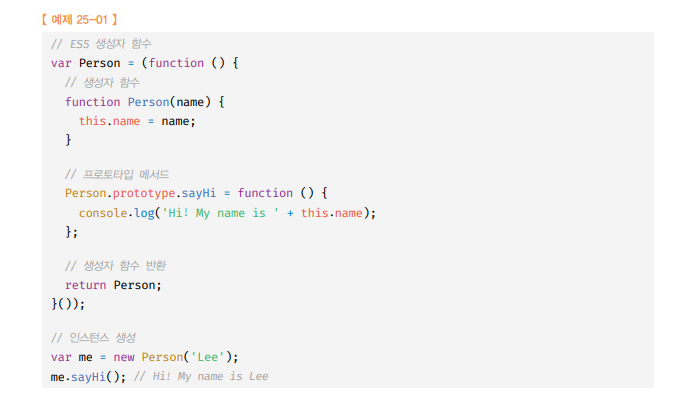 【 예제 25-01 】
// ES5 생성자 함수
var Person = (function () {
  // 생성자 함수
  function Person(name) {
    this.name = name;
  }
  // 프로토타입 메서드
  Person.prototype.sayHi = function () {
    console.log('Hi! My name is ' + this.name);
  };
  // 생성자 함수 반환
  return Person;
}());
// 인스턴스 생성
var me = new Person('Lee');
me.sayHi(); // Hi! My name is Lee